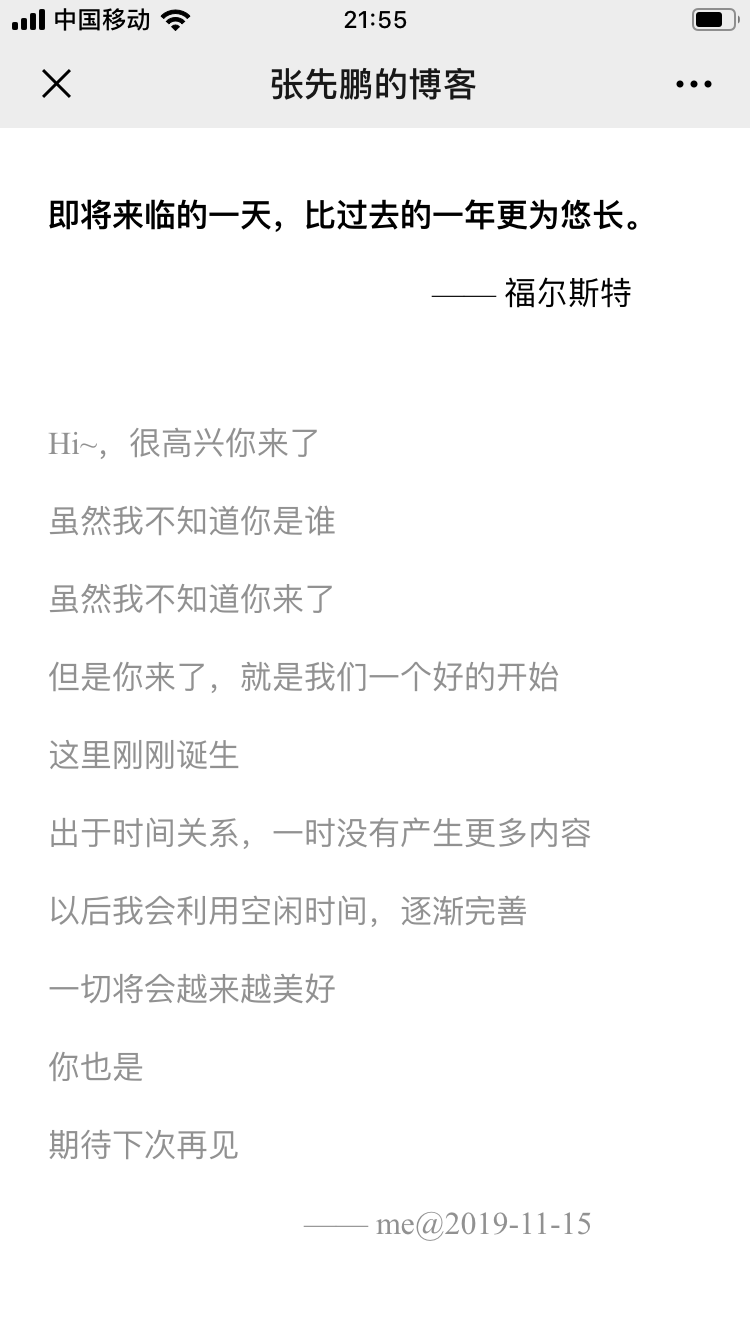 中国移动 21:55
张先鹏的博客
即将来临的一天，比过去的一年更为悠长。
—— 福尔斯特
Hi~，很高兴你来了
虽然我不知道你是谁
虽然我不知道你来了
但是你来了，就是我们一个好的开始
这里刚刚诞生
出于时间关系，一时没有产生更多内容
以后我会利用空闲时间，逐渐完善
一切将会越来越美好
你也是
期待下次再见
—— me@2019-11-15